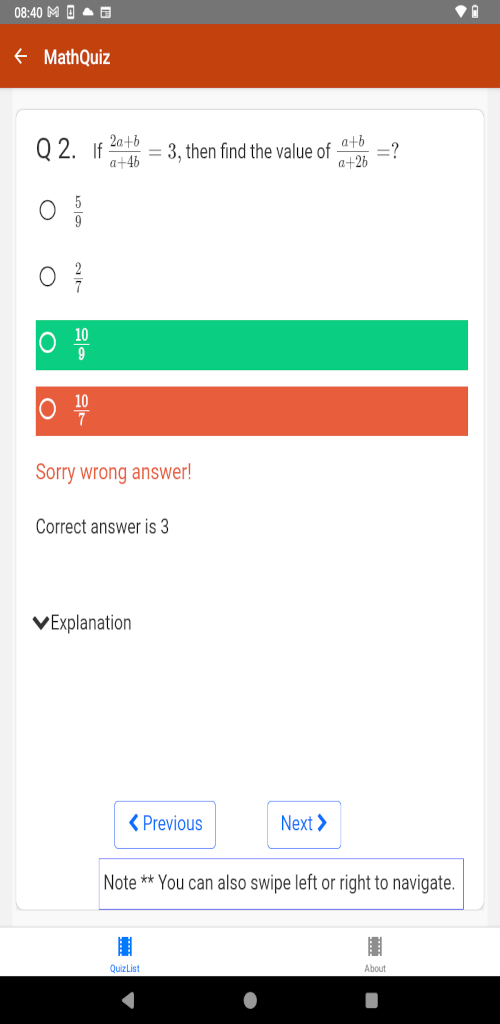 08:40
MathQuiz
Q 2. If \frac{2a+b}{a+4b} = 3, then find the value of \frac{a+b}{a+2b} =?
\frac{5}{9}
\frac{2}{7}
\frac{10}{9}
\frac{10}{7}
Sorry wrong answer!
Correct answer is 3
Explanation
Previous Next
Note ** You can also swipe left or right to navigate.
QuizList About